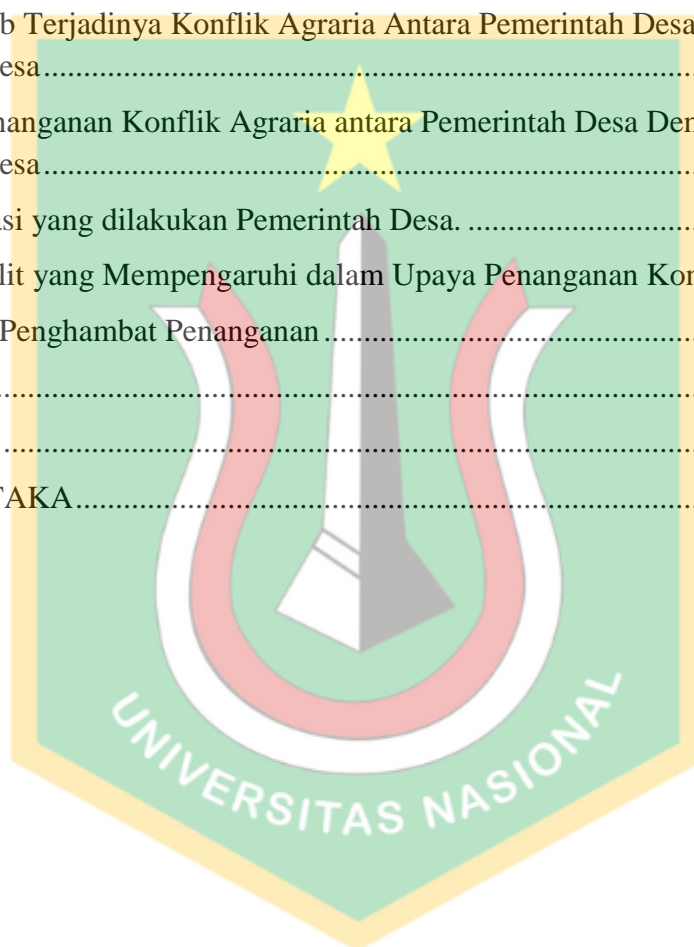 b Terjadinya Konflik Agraria Antara Pemerintah Desa
esa.......................................................................................
nanganan Konflik Agraria antara Pemerintah Desa Den
esa.......................................................................................
asi yang dilakukan Pemerintah Desa. ..............................
lit yang Mempengaruhi dalam Upaya Penanganan Kon
Penghambat Penanganan..................................................
...............................................................................................
...............................................................................................
TAKA..................................................................................
UNIVERSITAS NASIONAL